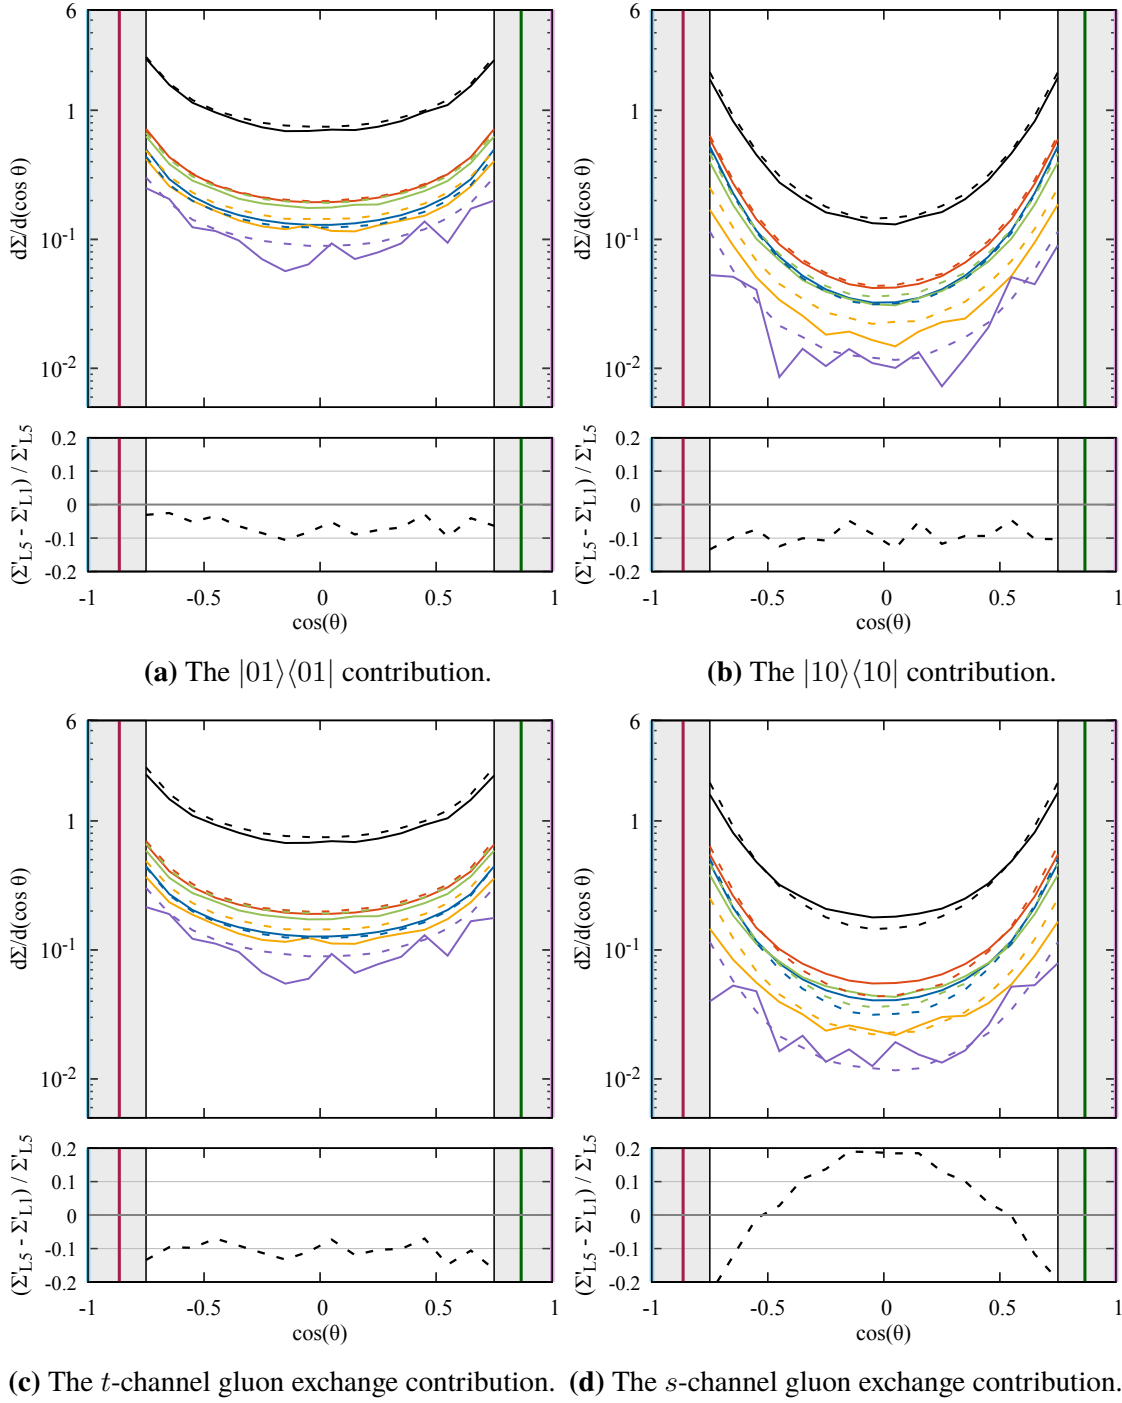 6
1
10-1
10-2
dΣ/d(cos θ)
6
1
10-1
10-2
dΣ/d(cos θ)
0.2
0.1
0
-0.1
-0.2
(Σ'L5 - Σ'L1) / Σ'L5
-1 -0.5 0 0.5 1
cos(θ)
0.2
0.1
0
-0.1
-0.2
(Σ'L5 - Σ'L1) / Σ'L5
-1 -0.5 0 0.5 1
cos(θ)
(a) The |01⟩⟨01| contribution.
(b) The |10⟩⟨10| contribution.
6
1
10-1
10-2
dΣ/d(cos θ)
6
1
10-1
10-2
dΣ/d(cos θ)
0.2
0.1
0
-0.1
-0.2
(Σ'L5 - Σ'L1) / Σ'L5
-1 -0.5 0 0.5 1
cos(θ)
0.2
0.1
0
-0.1
-0.2
(Σ'L5 - Σ'L1) / Σ'L5
-1 -0.5 0 0.5 1
cos(θ)
(c) The t-channel gluon exchange contribution.
(d) The s-channel gluon exchange contribution.